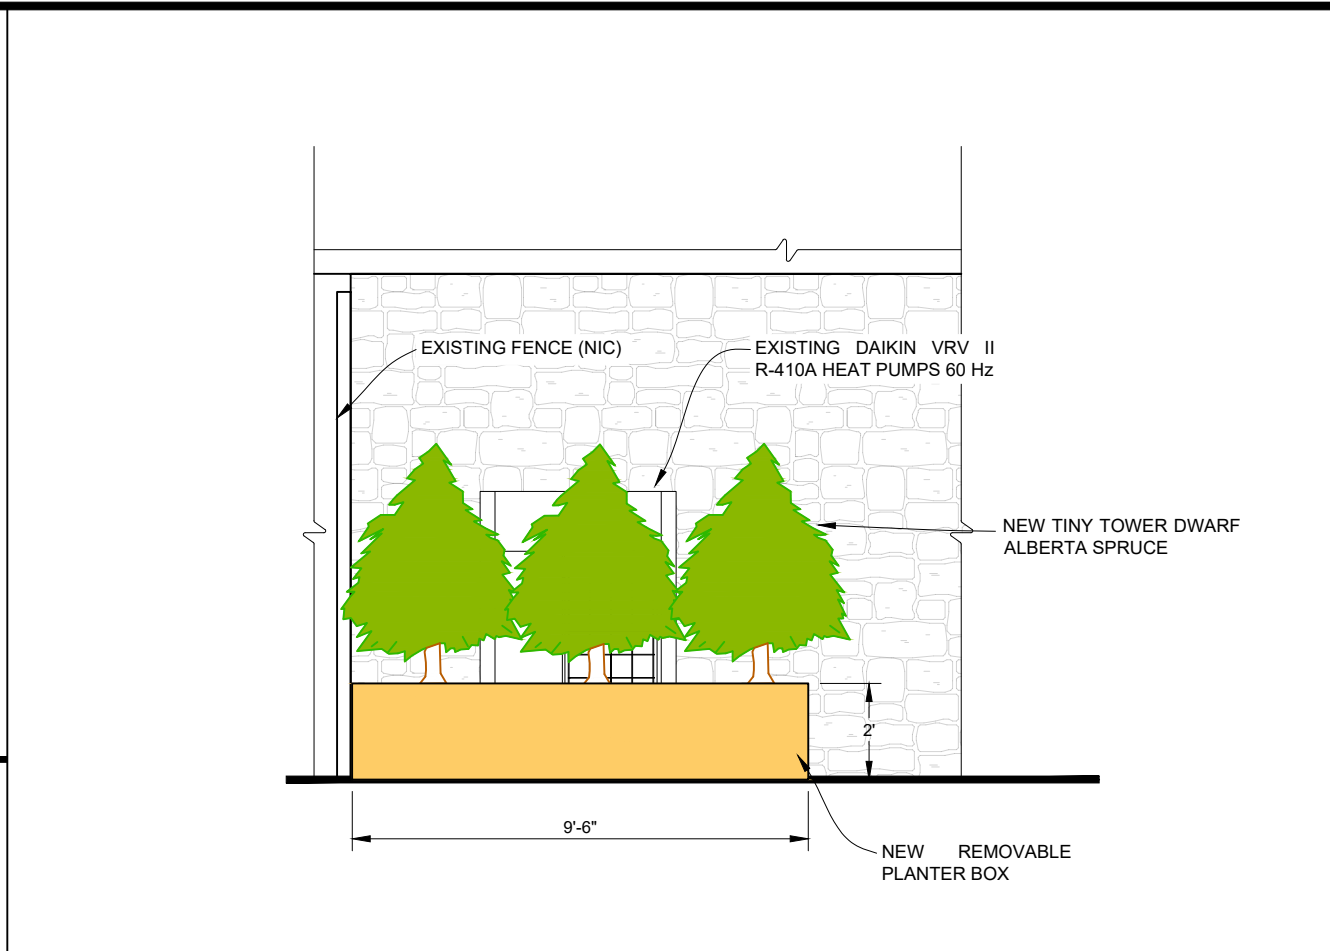 EXISTING FENCE (NIC)
EXISTING DAIKIN VRV II
R-410A HEAT PUMPS 60 Hz
NEW TINY TOWER DWARF
ALBERTA SPRUCE
2'
9'-6"
NEW REMOVABLE
PLANTER BOX